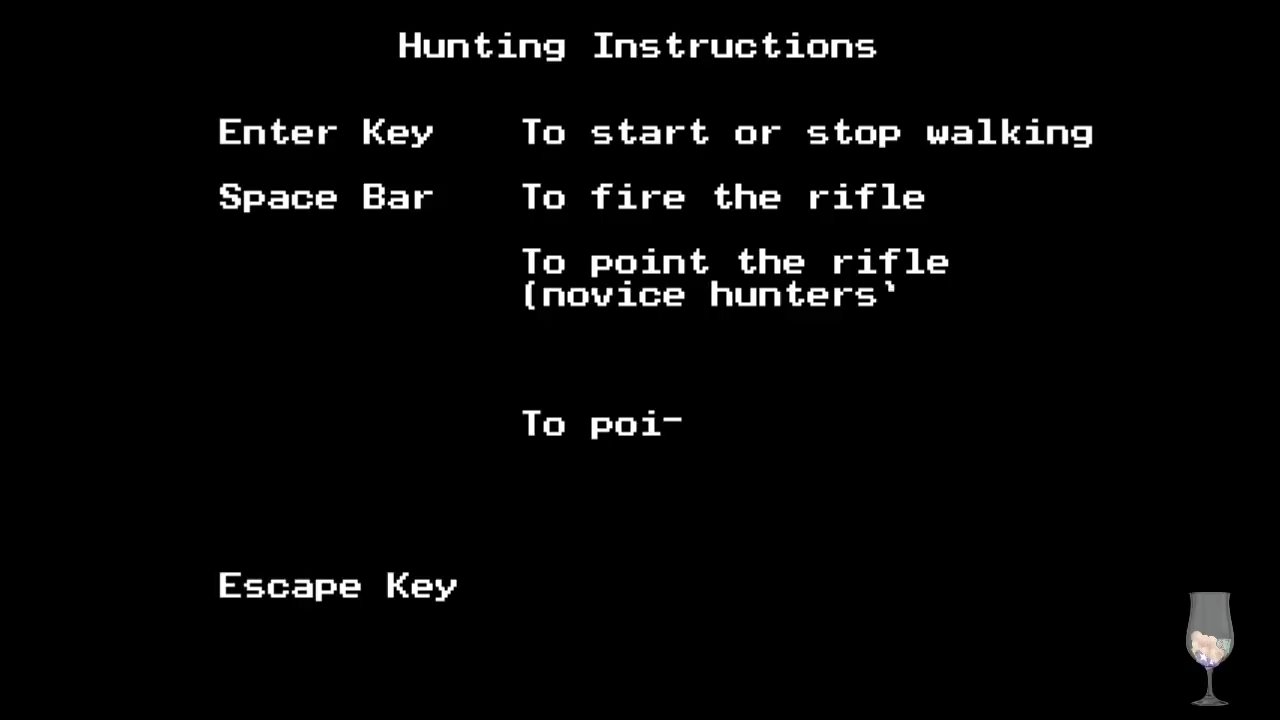 Hunting Instructions
Enter Key To start or stop walking
Space Bar To fire the rifle
To point the rifle
(novice hunters
To poi
Escape Key